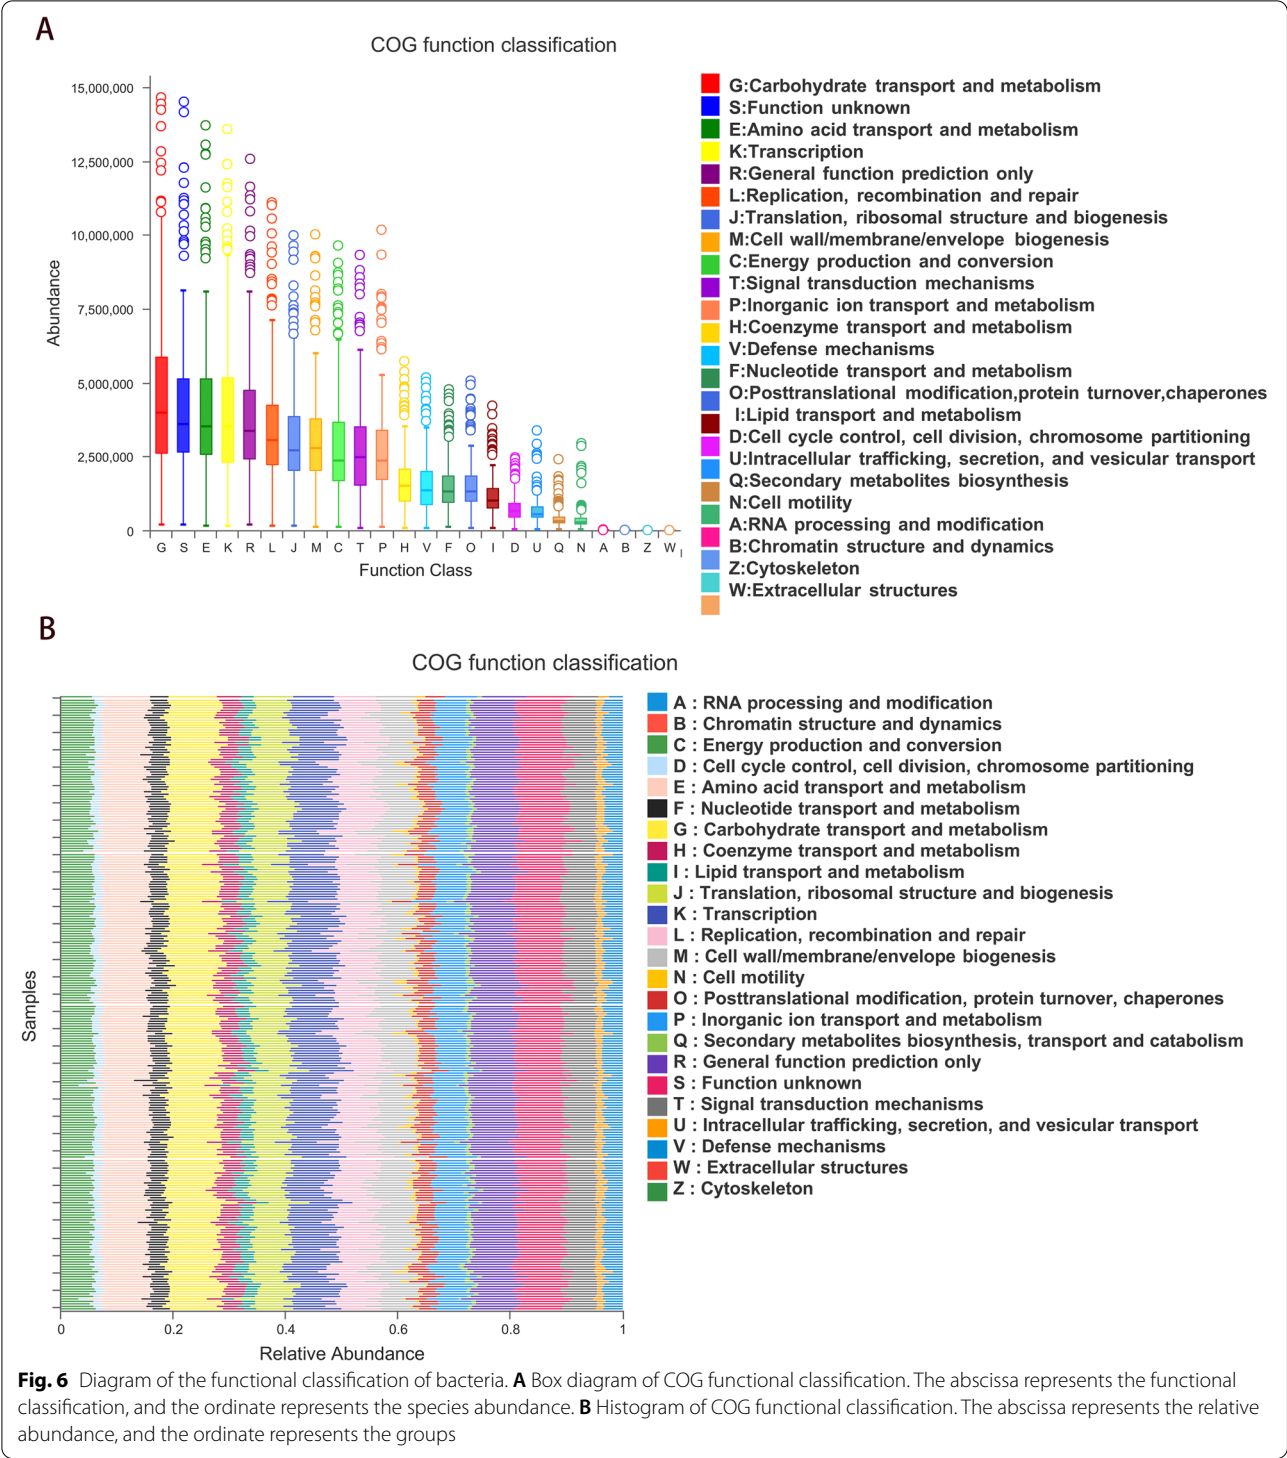 A
COG function classification
15,000,000
12,500,000
10,000,000
7,500,000
5,000,000
2,500,000
0
Abundance
G S E K R L J M C T P H V F O I D U Q N A B Z W
Function Class
G:Carbohydrate transport and metabolism
S:Function unknown
E:Amino acid transport and metabolism
K:Transcription
R:General function prediction only
L:Replication, recombination and repair
J:Translation, ribosomal structure and biogenesis
M:Cell wall/membrane/envelope biogenesis
C:Energy production and conversion
T:Signal transduction mechanisms
P:Inorganic ion transport and metabolism
H:Coenzyme transport and metabolism
V:Defense mechanisms
F:Nucleotide transport and metabolism
O:Posttranslational modification,protein turnover,chaperones
I:Lipid transport and metabolism
D:Cell cycle control, cell division, chromosome partitioning
U:Intracellular trafficking, secretion, and vesicular transport
Q:Secondary metabolites biosynthesis
N:Cell motility
A:RNA processing and modification
B:Chromatin structure and dynamics
Z:Cytoskeleton
W:Extracellular structures
B
COG function classification
Samples
0 0.2 0.4 0.6 0.8 1
Relative Abundance
A : RNA processing and modification
B : Chromatin structure and dynamics
C : Energy production and conversion
D : Cell cycle control, cell division, chromosome partitioning
E : Amino acid transport and metabolism
F : Nucleotide transport and metabolism
G : Carbohydrate transport and metabolism
H : Coenzyme transport and metabolism
I : Lipid transport and metabolism
J : Translation, ribosomal structure and biogenesis
K : Transcription
L : Replication, recombination and repair
M : Cell wall/membrane/envelope biogenesis
N : Cell motility
O : Posttranslational modification, protein turnover, chaperones
P : Inorganic ion transport and metabolism
Q : Secondary metabolites biosynthesis, transport and catabolism
R : General function prediction only
S : Function unknown
T : Signal transduction mechanisms
U : Intracellular trafficking, secretion, and vesicular transport
V : Defense mechanisms
W : Extracellular structures
Z : Cytoskeleton
Fig. 6 Diagram of the functional classification of bacteria. A Box diagram of COG functional classification. The abscissa represents the functional
classification, and the ordinate represents the species abundance. B Histogram of COG functional classification. The abscissa represents the relative
abundance, and the ordinate represents the groups